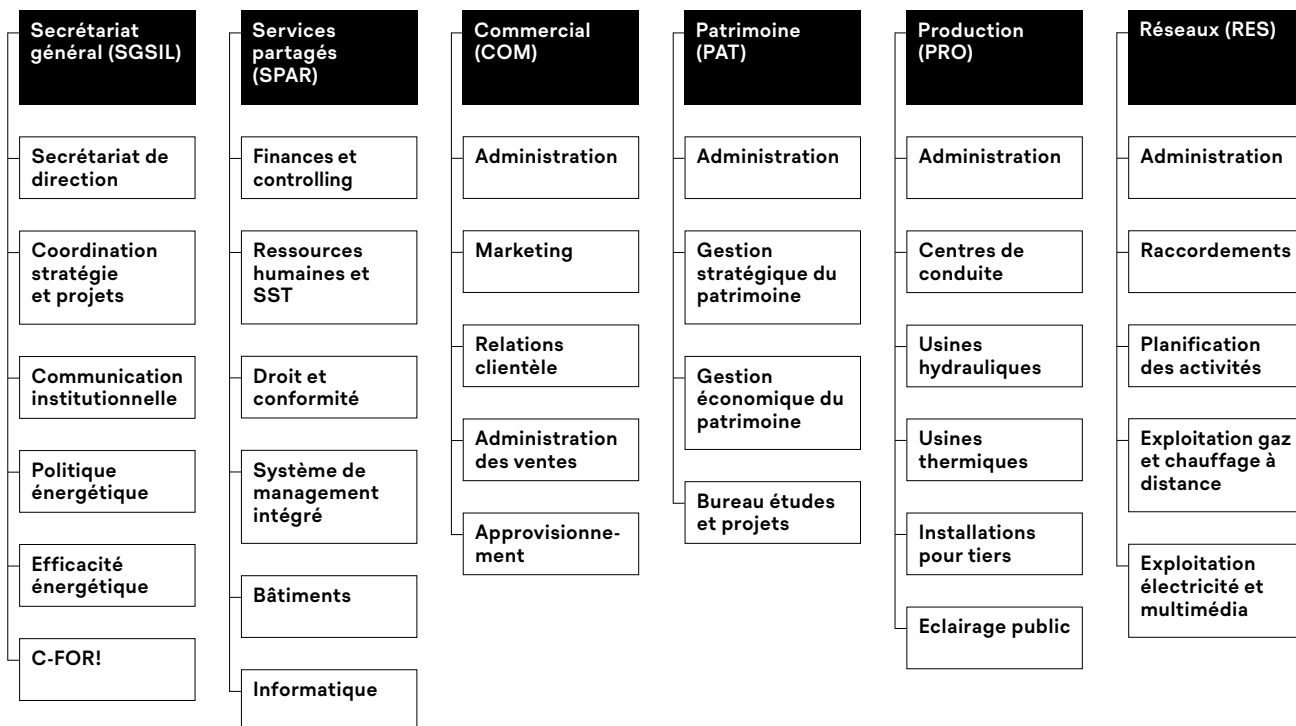 Secrétariat
général (SGSIL)
Secrétariat de
direction
Coordination
stratégie
et projets
Communication
institutionnelle
Politique
énergétique
Efficacité
énergétique
C-FOR!
Services
partagés
(SPAR)
Finances et
controlling
Ressources
humaines et
SST
Droit et
conformité
Système de
management
intégré
Bâtiments
Informatique
Commercial
(COM)
Administration
Marketing
Relations
clientèle
Administration
des ventes
Approvisionne-
ment
Patrimoine
(PAT)
Administration
Gestion
stratégique du
patrimoine
Gestion
économique du
patrimoine
Bureau études
et projets
Production
(PRO)
Administration
Centres de
conduite
Usines
hydrauliques
Usines
thermiques
Installations
pour tiers
Eclairage public
Réseaux (RES)
Administration
Raccordements
Planification
des activités
Exploitation gaz
et chauffage à
distance
Exploitation
électricité et
multimédia